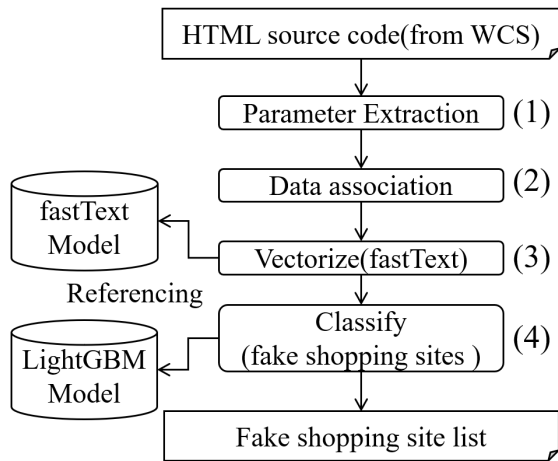 HTML source code(from WCS)
Parameter Extraction
(1)
Data association
(2)
fastText
Model
Vectorize(fastText)
(3)
Referencing
Classify
(fake shopping sites )
(4)
LightGBM
Model
Fake shopping site list